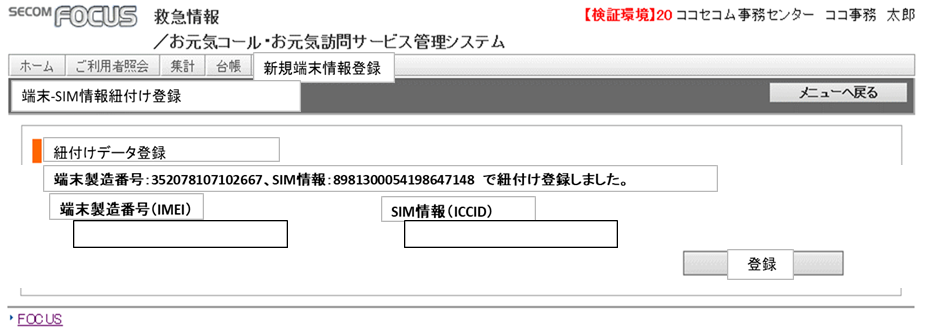 SECOM FOCUS 救急情報 【検証環境】20 ココセコム事務センター ココ事務 太郎
／お元気コール・お元気訪問サービス管理システム
ホーム ご利用者照会 集計 台帳 新規端末情報登録
端末-SIM情報紐付け登録 メニューへ戻る
紐付けデータ登録
端末製造番号：352078107102667、SIM情報：8981300054198647148 で紐付け登録しました。
端末製造番号（IMEI） SIM情報（ICCID）
登録
FOCUS